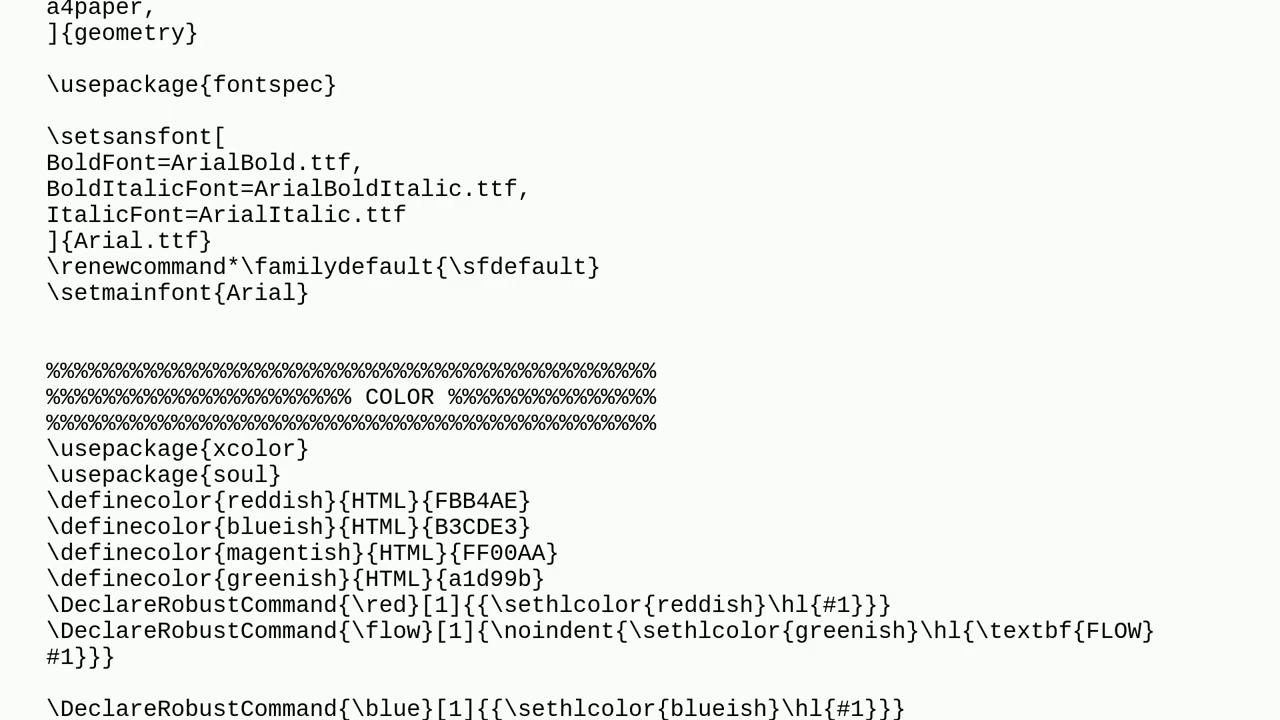 a4paper,
]{geometry}
\usepackage{fontspec}
\setsansfont[
BoldFont=ArialBold.ttf,
BoldItalicFont=ArialBoldItalic.ttf,
ItalicFont=ArialItalic.ttf
]{Arial.ttf}
\renewcommand*\familydefault{\sfdefault}
\setmainfont{Arial}
%%%%%%%%%%%%%%%%%%%%%%%%%%%%%%%%%%%%%%%%%%%%
%%%%%%%%%%%%%%%%%%%%%% COLOR %%%%%%%%%%%%%%%
%%%%%%%%%%%%%%%%%%%%%%%%%%%%%%%%%%%%%%%%%%%%
\usepackage{xcolor}
\usepackage{soul}
\definecolor{reddish}{HTML}{FBB4AE}
\definecolor{blueish}{HTML}{B3CDE3}
\definecolor{magentish}{HTML}{FF00AA}
\definecolor{greenish}{HTML}{a1d99b}
\DeclareRobustCommand{\red}[1]{{\sethlcolor{reddish}\hl{#1}}}
\DeclareRobustCommand{\flow}[1]{\noindent{\sethlcolor{greenish}\hl{\textbf{FLOW}
#1}}}
\DeclareRobustCommand{\blue}[1]{{\sethlcolor{blueish}\hl{#1}}}